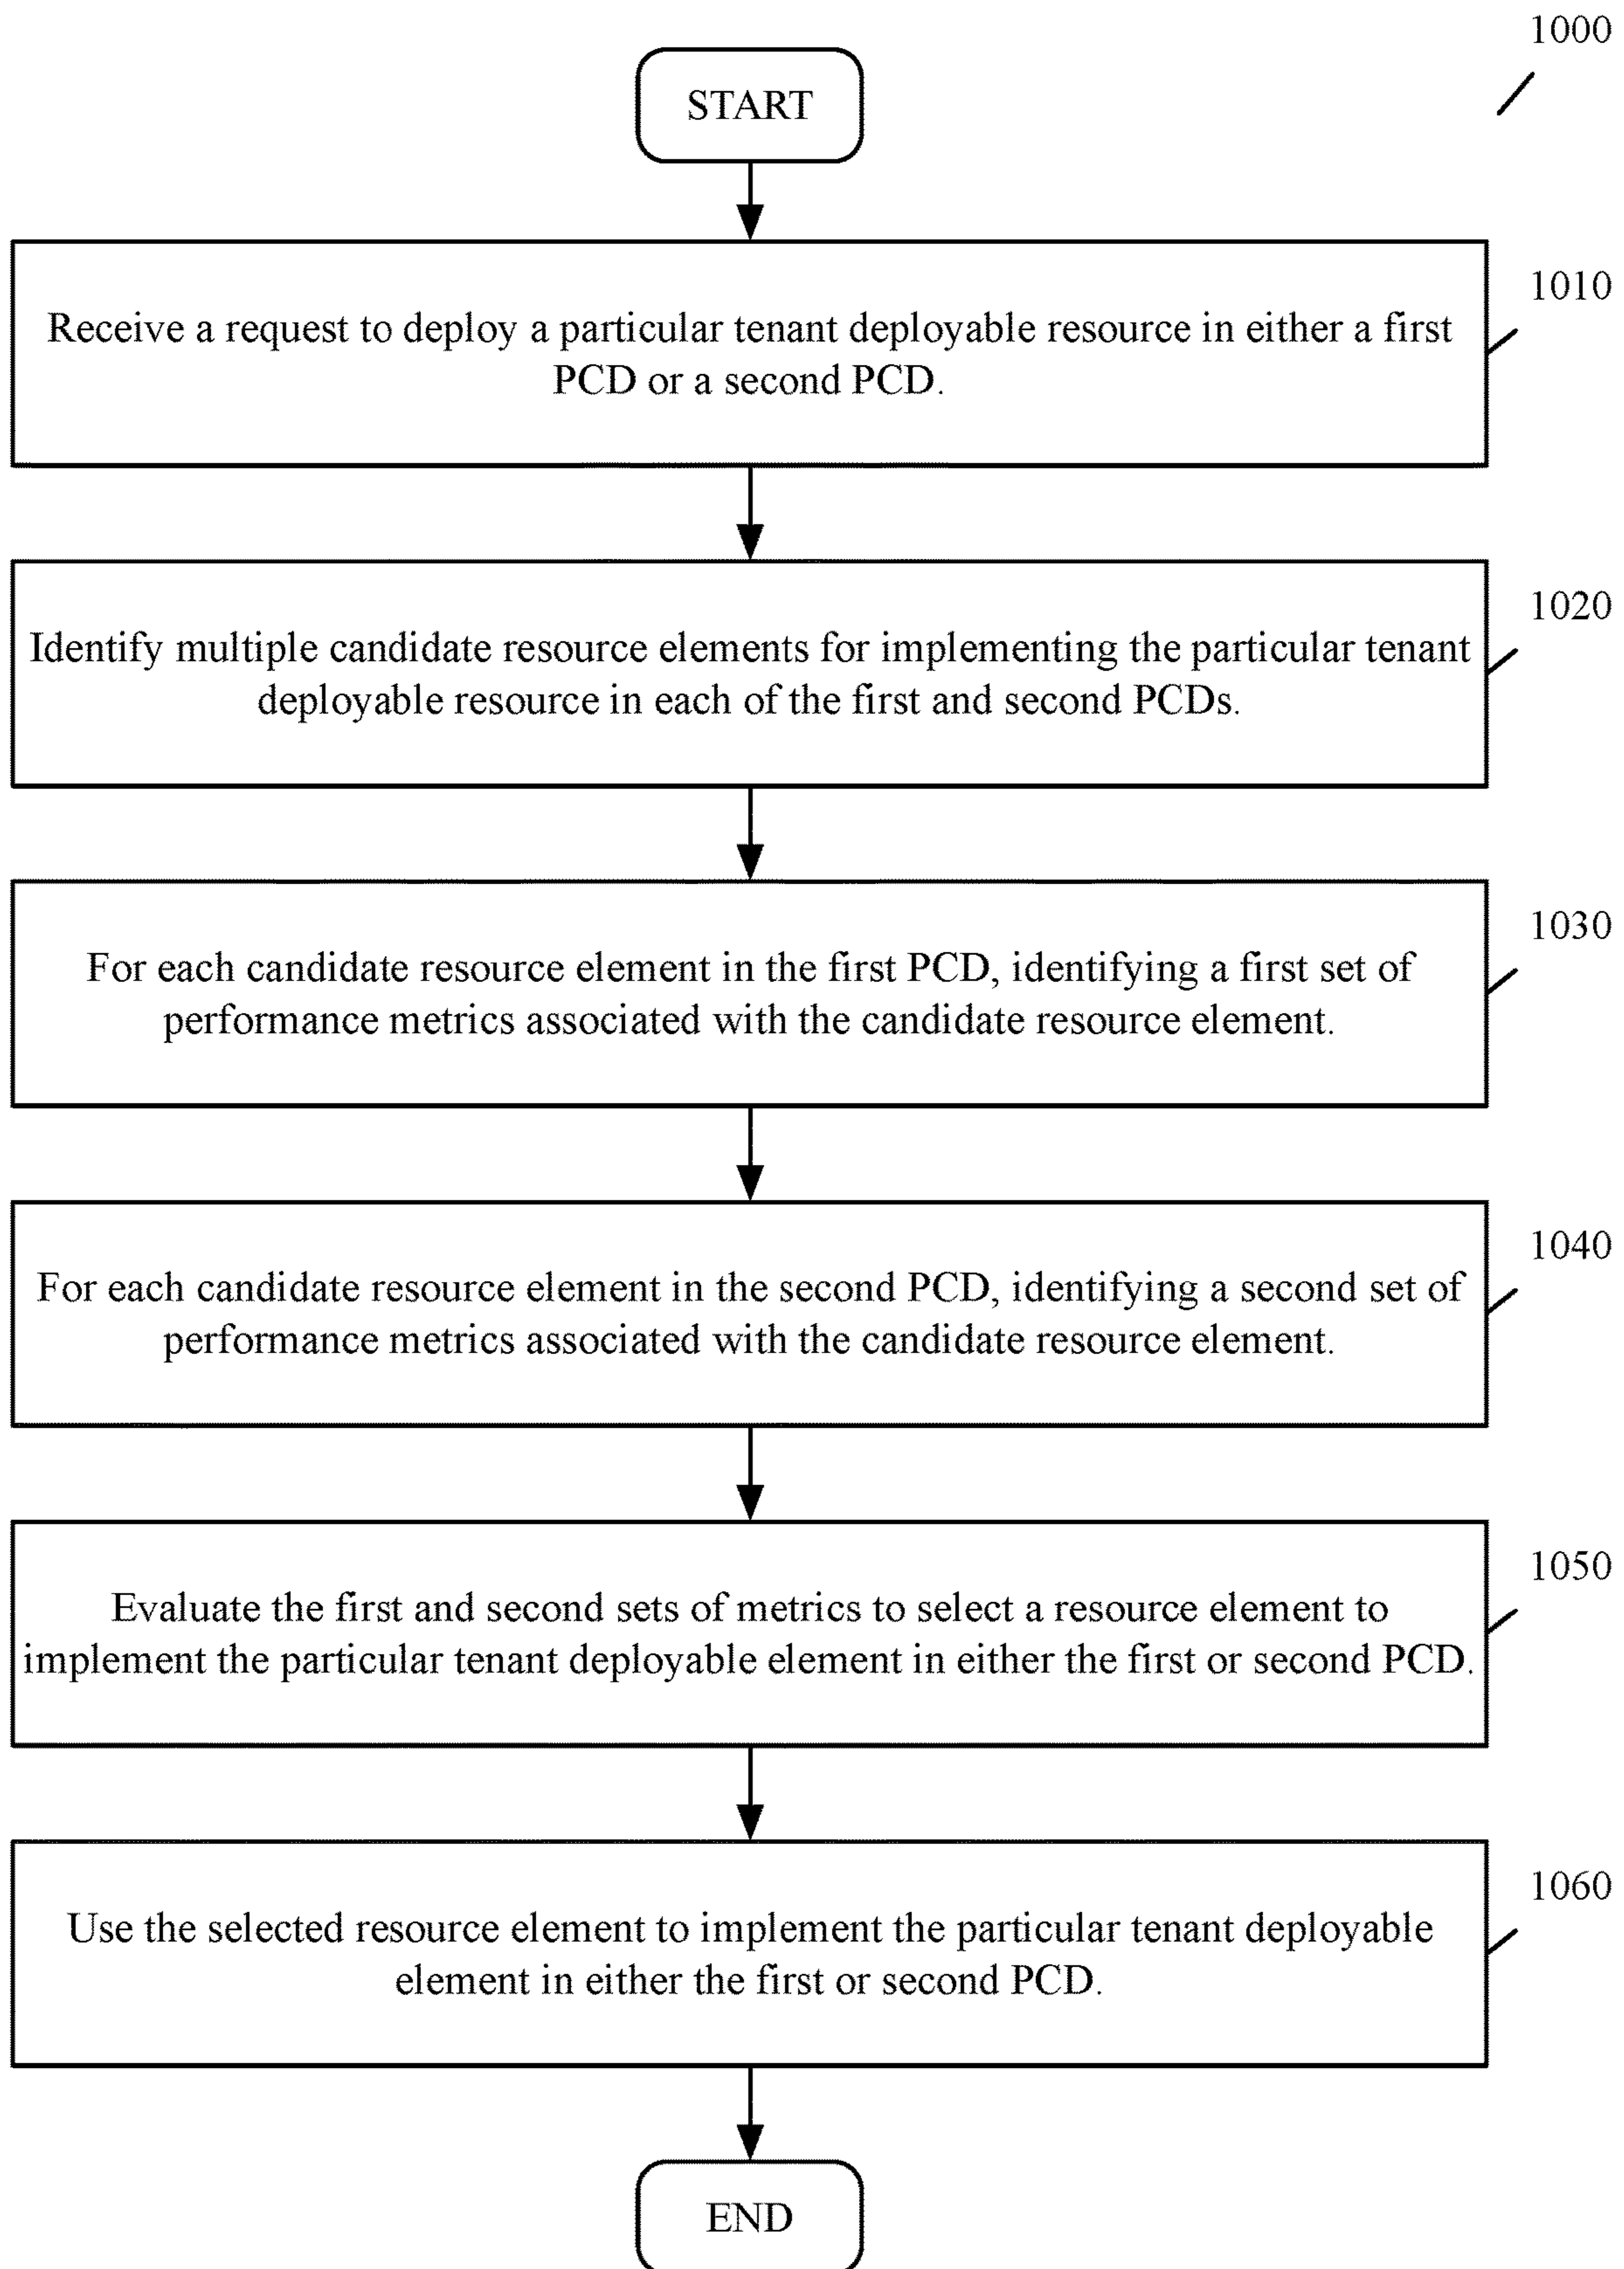 1000
START
1010
Receive a request to deploy a particular tenant deployable resource in either a first
PCD or a second PCD.
1020
Identify multiple candidate resource elements for implementing the particular tenant
deployable resource in each of the first and second PCDs.
1030
For each candidate resource element in the first PCD, identifying a first set of
performance metrics associated with the candidate resource element.
1040
For each candidate resource element in the second PCD, identifying a second set of
performance metrics associated with the candidate resource element.
1050
Evaluate the first and second sets of metrics to select a resource element to
implement the particular tenant deployable element in either the first or second PCD.
1060
Use the selected resource element to implement the particular tenant deployable
element in either the first or second PCD.
END